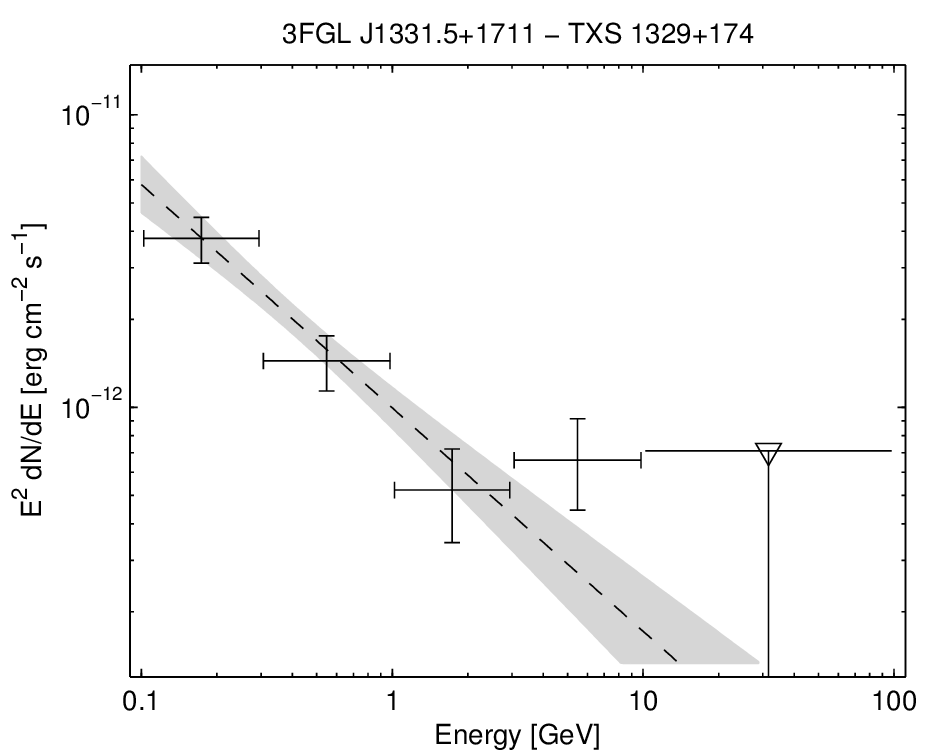 3FGL J1331.5+1711 − TXS 1329+174
10⁻¹¹
10⁻¹²
E² dN/dE [erg cm⁻² s⁻¹]
0.1 1 10 100
Energy [GeV]